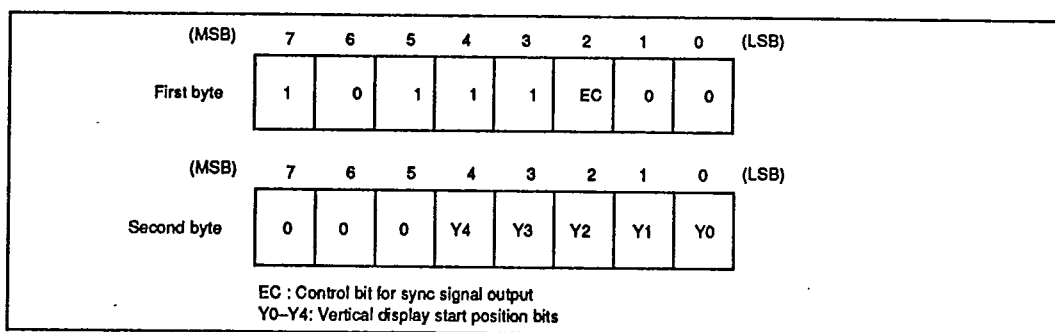 (MSB) 7 6 5 4 3 2 1 0 (LSB)
First byte 1 0 1 1 1 EC 0 0
(MSB) 7 6 5 4 3 2 1 0 (LSB)
Second byte 0 0 0 Y4 Y3 Y2 Y1 Y0
EC : Control bit for sync signal output
Y0–Y4: Vertical display start position bits